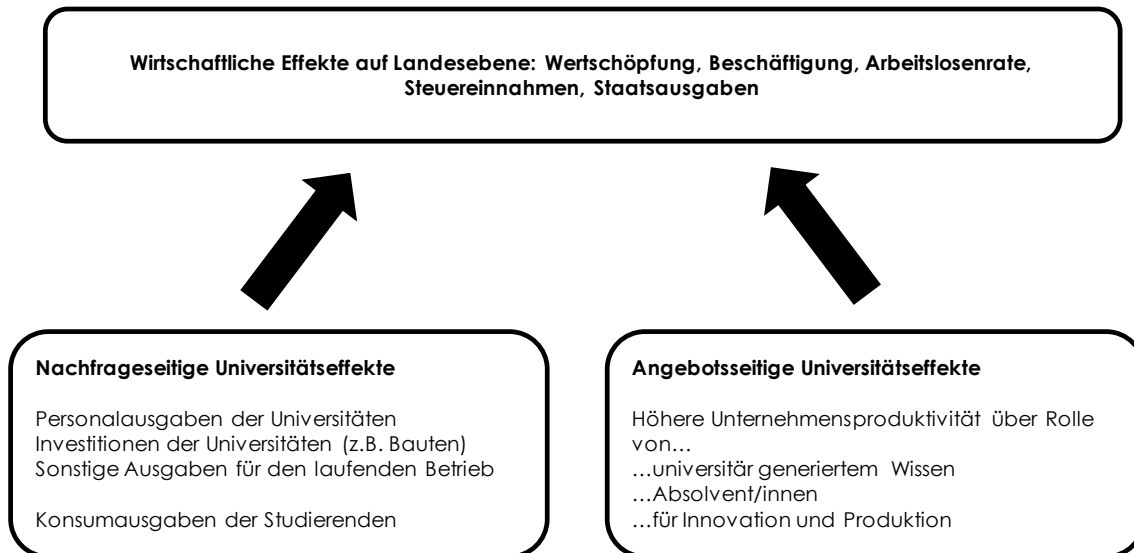 Wirtschaftliche Effekte auf Landesebene: Wertschöpfung, Beschäftigung, Arbeitslosenrate,
Steuereinnahmen, Staatsausgaben
Nachfrageseitige Universitätseffekte
Personalausgaben der Universitäten
Investitionen der Universitäten (z.B. Bauten)
Sonstige Ausgaben für den laufenden Betrieb
Konsumausgaben der Studierenden
Angebotsseitige Universitätseffekte
Höhere Unternehmensproduktivität über Rolle
von...
...universitär generiertem Wissen
...Absolvent/innen
...für Innovation und Produktion